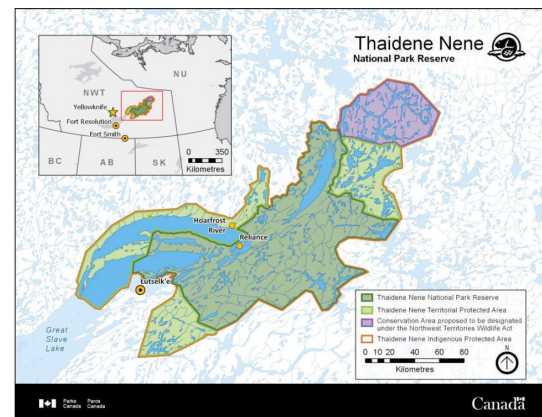 Thaidene Nene
National Park Reserve
NU
NWT
Yellowknife
Fort Resolution
Fort Smith
BC
AB
SK
0 350
Kilometres
Hoarfrost
River
Reliance
Łutselk'e
Great
Slave
Lake
Thaidene Nene National Park Reserve
Thaidene Nene Territorial Protected Area
Conservation Area proposed to be designated
under the Northwest Territories Wildlife Act
Thaidene Nene Indigenous Protected Area
0 10 20 40 60 80
Kilometres
N
Parks Parcs
Canada Canada
Canada